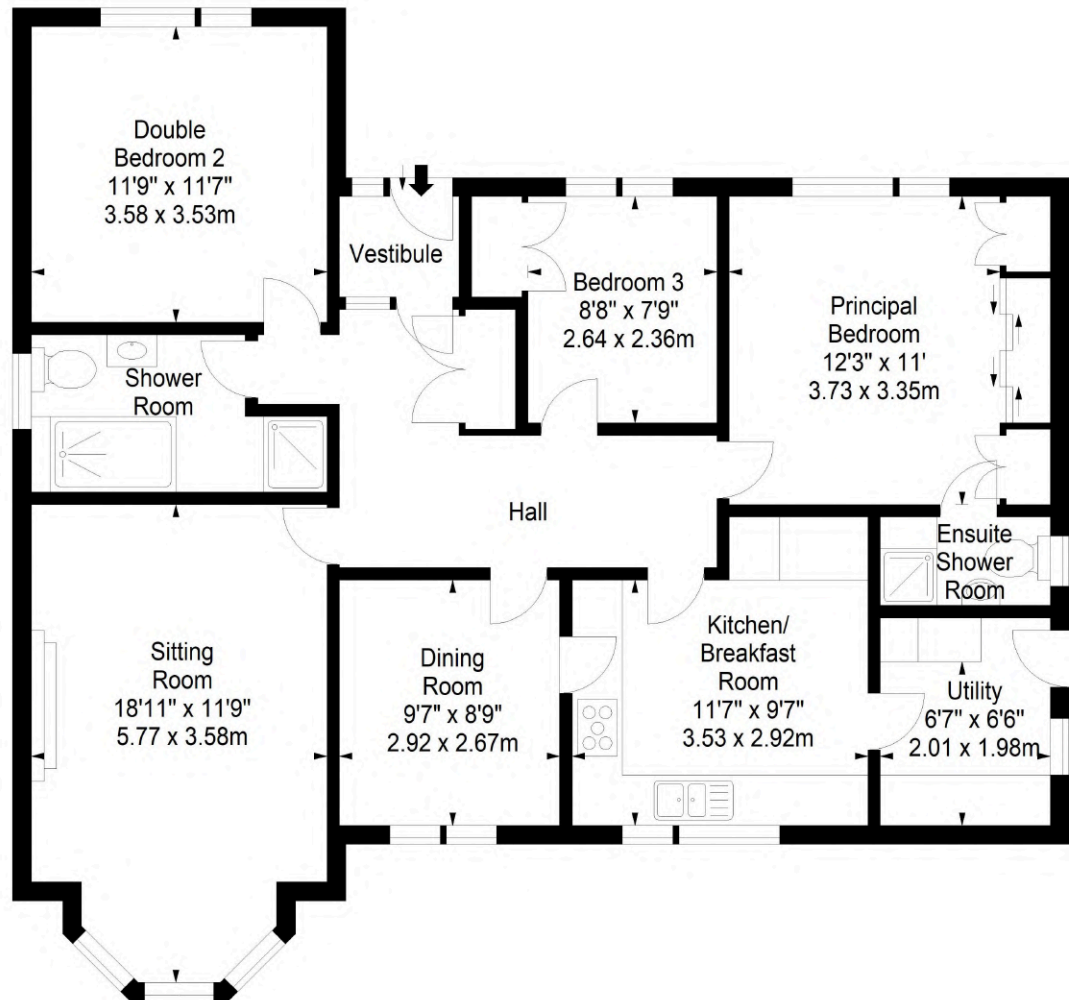 Double
Bedroom 2
11'9" x 11'7"
3.58 x 3.53m
Vestibule
Bedroom 3
8'8" x 7'9"
2.64 x 2.36m
Principal
Bedroom
12'3" x 11'
3.73 x 3.35m
Shower
Room
Hall
Ensuite
Shower
Room
Sitting
Room
18'11" x 11'9"
5.77 x 3.58m
Dining
Room
9'7" x 8'9"
2.92 x 2.67m
Kitchen/
Breakfast
Room
11'7" x 9'7"
3.53 x 2.92m
Utility
6'7" x 6'6"
2.01 x 1.98m